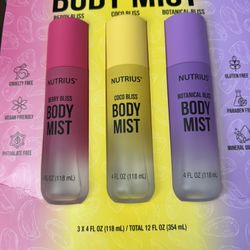 BODY MIST
BERRY BLISS
COCO BLISS
BOTANICAL BLISS
CRUELTY FREE
VEGAN FRIENDLY
PHTHALATE FREE
NUTRIUS®
BERRY BLISS
BODY
MIST
4 FL OZ (118 mL)
NUTRIUS®
COCO BLISS
BODY
MIST
4 FL OZ (118 mL)
NUTRIUS®
BOTANICAL BLISS
BODY
MIST
4 FL OZ (118 mL)
GLUTEN FREE
PARAFFIN
MINERAL
3 X 4 FL OZ (118 mL) / TOTAL 12 FL OZ (354 mL)